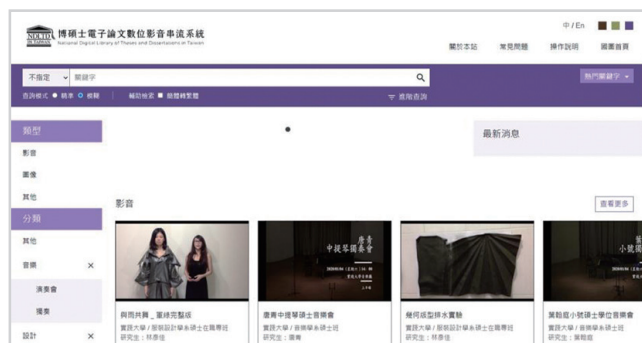 中 / En
NDLTD
IN TAIWAN
博碩士電子論文數位影音串流系統
National Digital Library of Theses and Dissertations in Taiwan
關於本站 常見問題 操作說明 國圖首頁
不指定 關鍵字
熱門關鍵字
查詢模式 精準 模糊 輔助檢索 簡體轉繁體
進階查詢
類型
影音
圖像
其他
分類
其他
音樂 ×
演奏會
獨奏
設計 ×
最新消息
影音
查看更多
唐青
中提琴獨奏會
小號獨
與雨共舞 _ 董綠完整版
實踐大學 / 服裝設計學系碩士在職專班
研究生:林彥佳
唐青中提琴碩士音樂會
實踐大學 / 音樂學系碩士班
研究生:唐青
幾何版型排水實驗
實踐大學 / 服裝設計學系碩士在職專班
研究生:林彥佳
葉翰庭小號碩士學位音樂會
實踐大學 / 音樂學系碩士班
研究生:葉翰庭